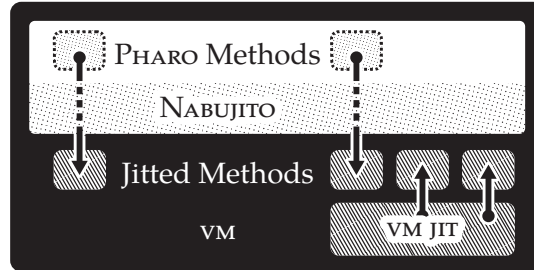 Pharo Methods
Nabujito
Jitted Methods
VM
VM JIT